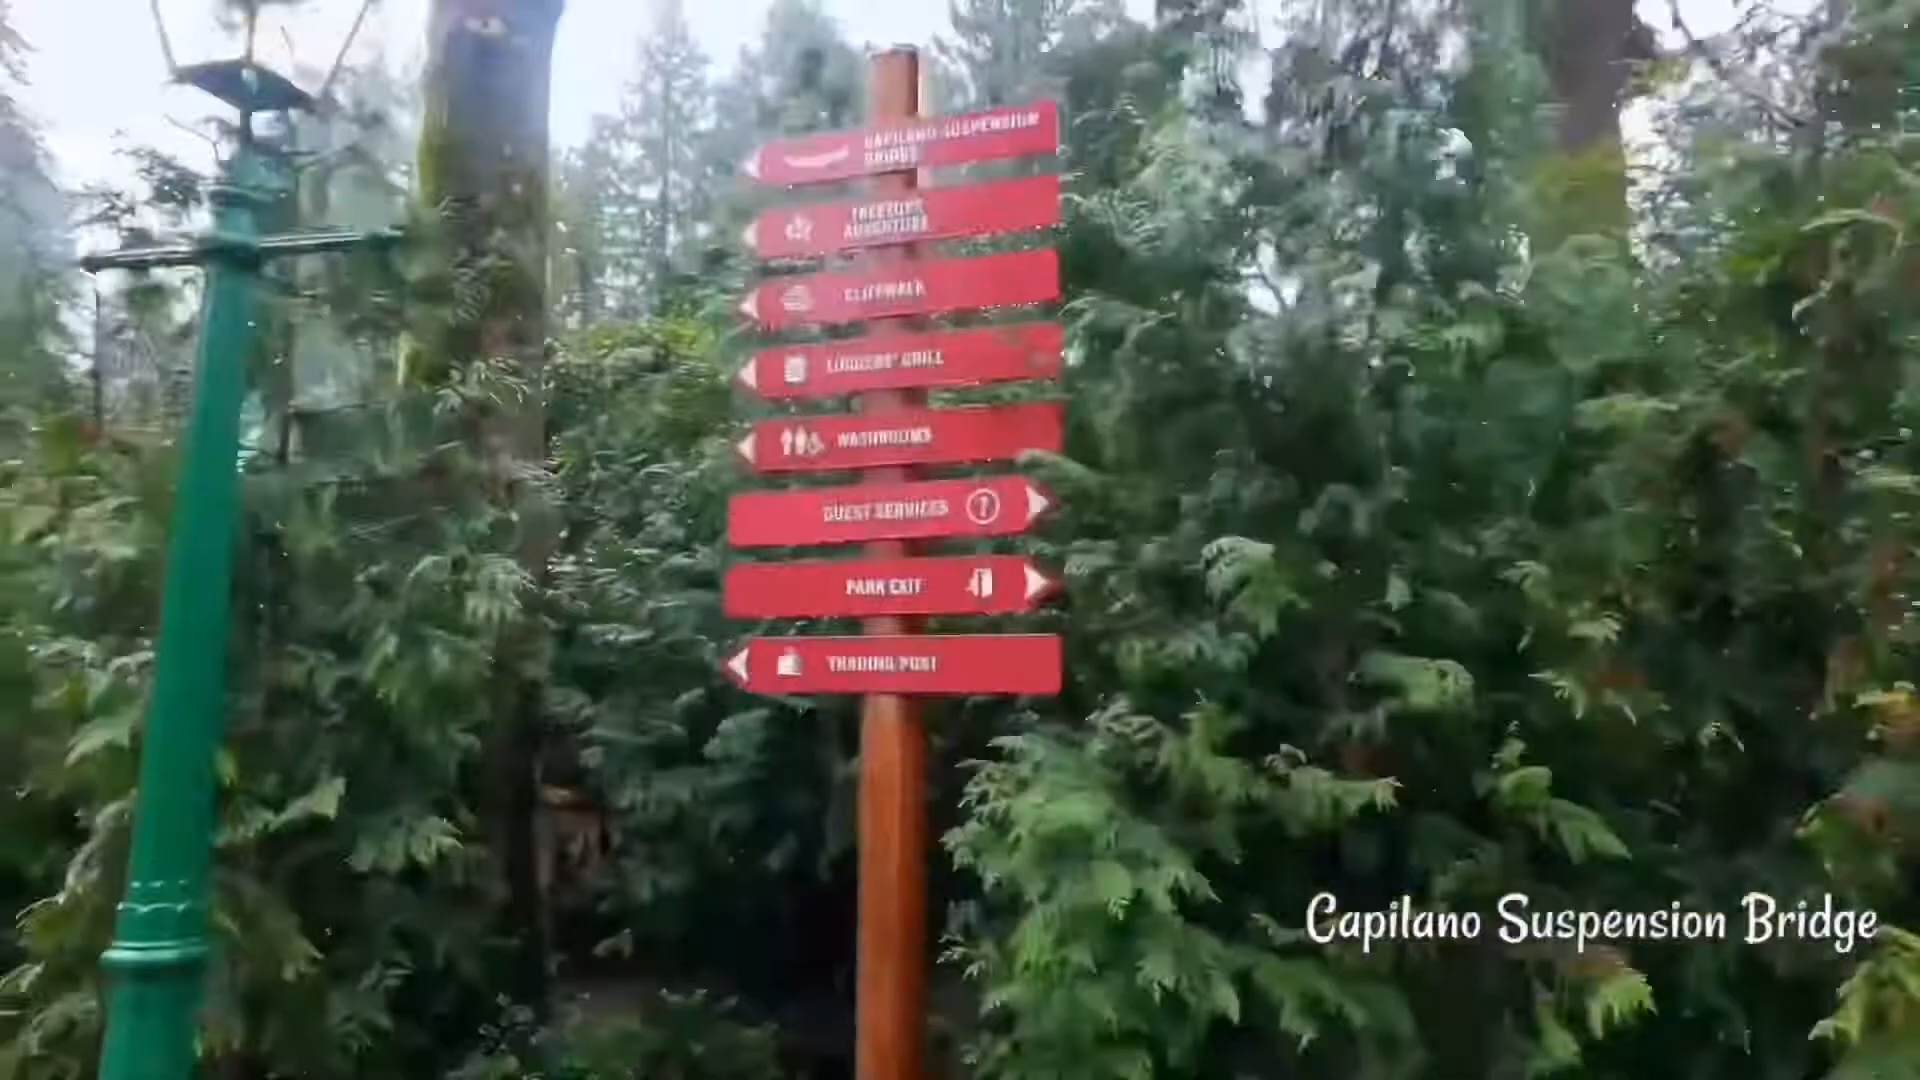 CAPILANO SUSPENSION
BRIDGE
TREETOPS
ADVENTURE
CLIFFWALK
LOGGERS' GRILL
WASHROOMS
GUEST SERVICES
?
PARK EXIT
TRADING POST
Capilano Suspension Bridge